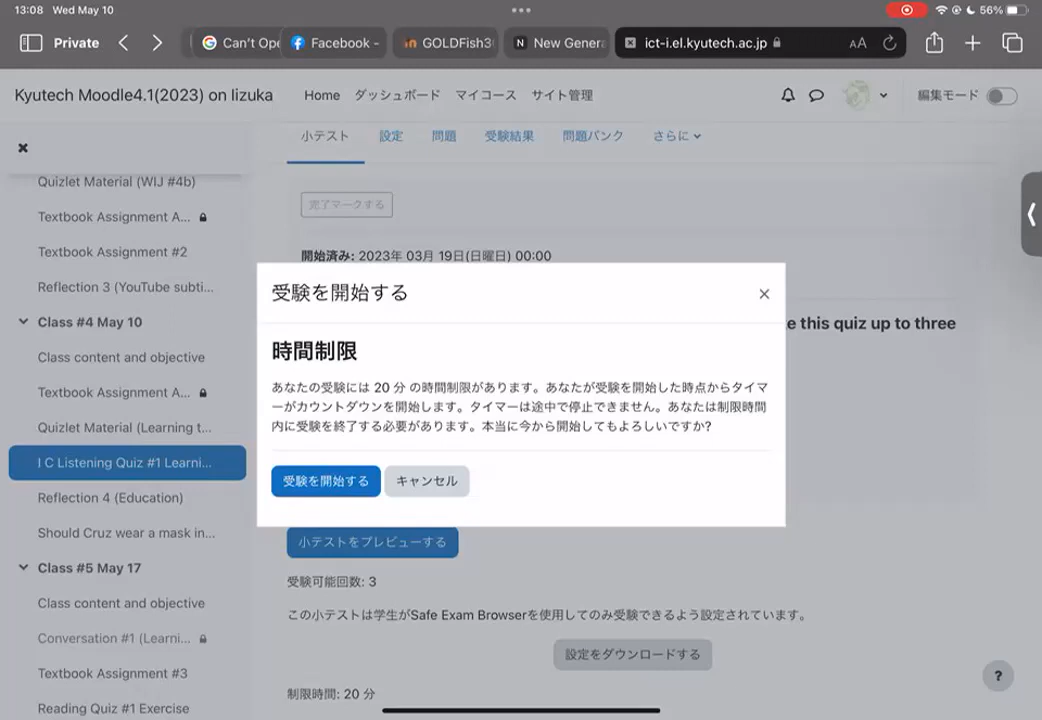 13:08 Wed May 10
56%
Private
Can't Ope
Facebook -
GOLDFish3
New Genera
ict-i.el.kyutech.ac.jp
AA
Kyutech Moodle4.1(2023) on Iizuka
Home ダッシュボード マイコース サイト管理
編集モード
小テスト 設定 問題 受験結果 問題バンク さらに
Quizlet Material (WIJ #4b)
Textbook Assignment A...
Textbook Assignment #2
Reflection 3 (YouTube subti...
Class #4 May 10
Class content and objective
Textbook Assignment A...
Quizlet Material (Learning t...
I C Listening Quiz #1 Learni...
Reflection 4 (Education)
Should Cruz wear a mask in...
Class #5 May 17
Class content and objective
Conversation #1 (Learni...
Textbook Assignment #3
Reading Quiz #1 Exercise
完了マークする
開始済み: 2023年 03月 19日(日曜日) 00:00
e this quiz up to three
受験を開始する
時間制限
あなたの受験には 20 分 の時間制限があります。あなたが受験を開始した時点からタイマ
ーがカウントダウンを開始します。タイマーは途中で停止できません。あなたは制限時間
内に受験を終了する必要があります。本当に今から開始してもよろしいですか?
受験を開始する キャンセル
小テストをプレビューする
受験可能回数: 3
この小テストは学生がSafe Exam Browserを使用してのみ受験できるよう設定されています。
設定をダウンロードする
制限時間: 20 分
?